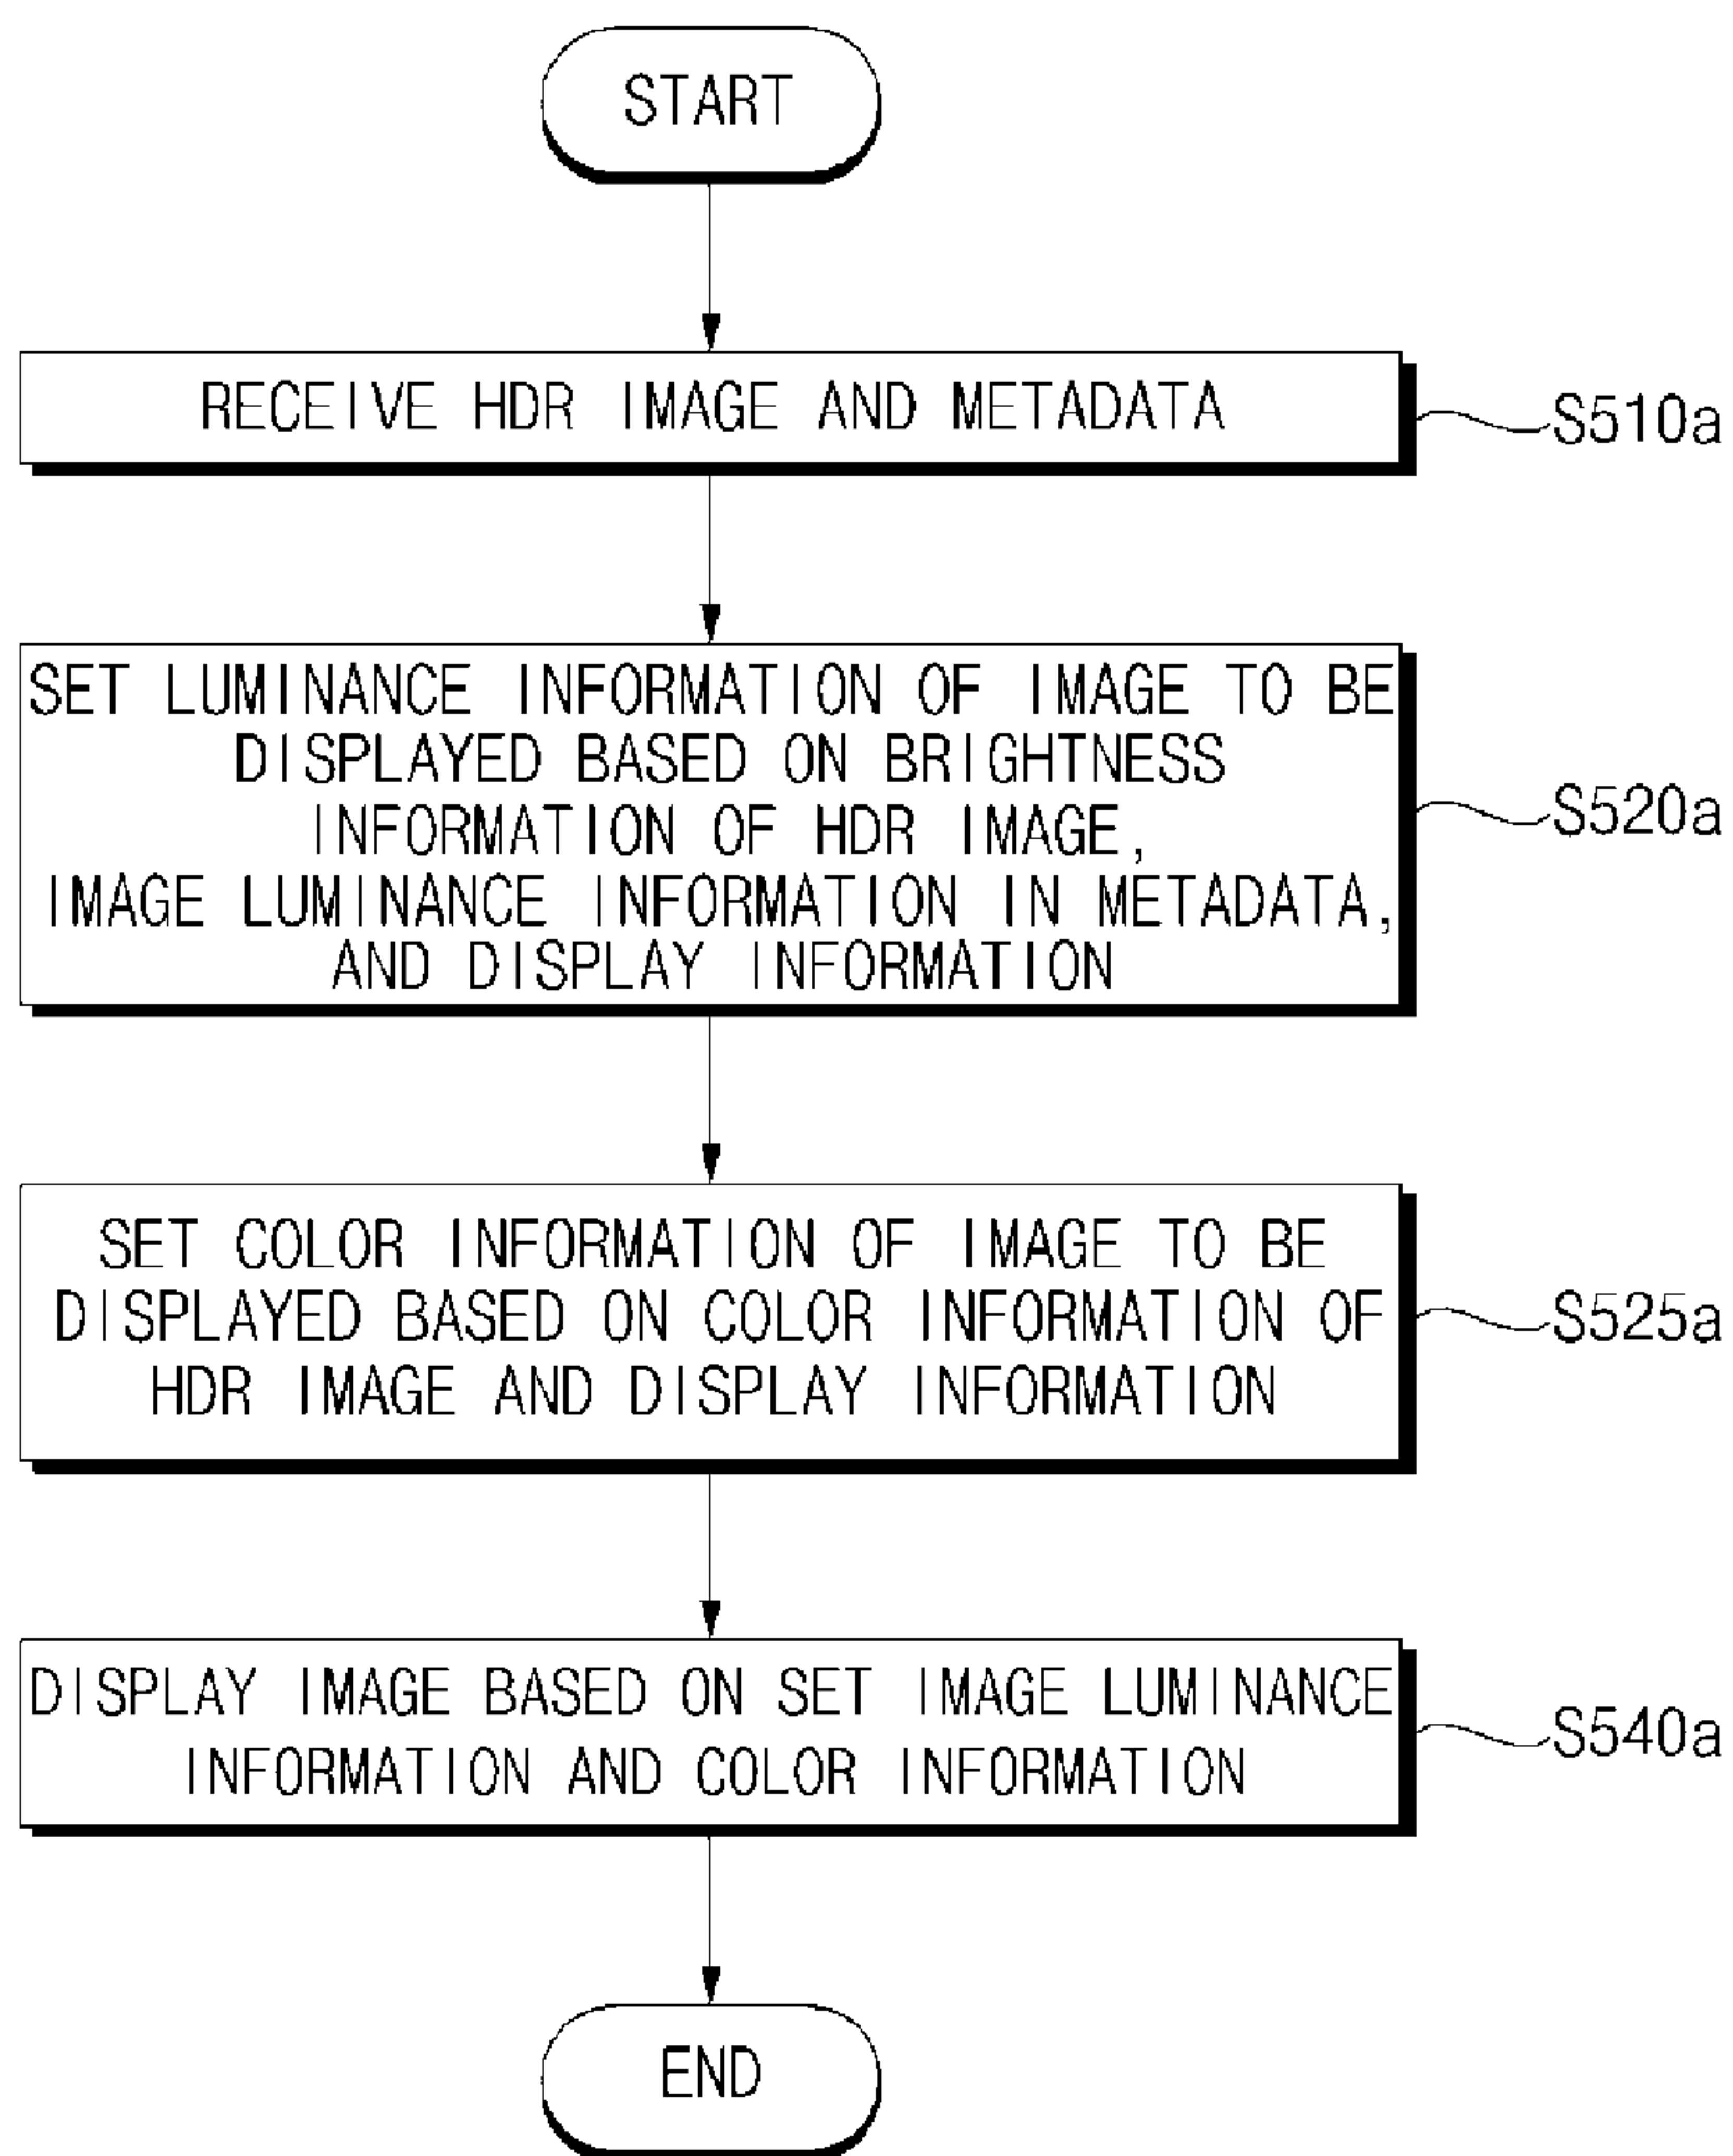 START
RECEIVE HDR IMAGE AND METADATA
S510a
SET LUMINANCE INFORMATION OF IMAGE TO BE
DISPLAYED BASED ON BRIGHTNESS
INFORMATION OF HDR IMAGE,
IMAGE LUMINANCE INFORMATION IN METADATA,
AND DISPLAY INFORMATION
S520a
SET COLOR INFORMATION OF IMAGE TO BE
DISPLAYED BASED ON COLOR INFORMATION OF
HDR IMAGE AND DISPLAY INFORMATION
S525a
DISPLAY IMAGE BASED ON SET IMAGE LUMINANCE
INFORMATION AND COLOR INFORMATION
S540a
END